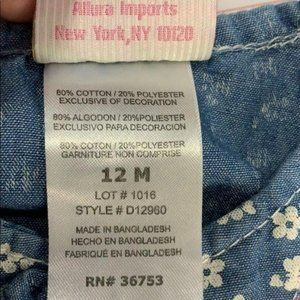 Allura Imports
New York,NY 10120
80% COTTON / 20% POLYESTER
EXCLUSIVE OF DECORATION
80% ALGODON / 20% POLIESTER
EXCLUSIVO PARA DECORACION
80% COTON / 20% POLYESTER
GARNITURE NON COMPRISE
12 M
LOT # 1016
STYLE # D12960
MADE IN BANGLADESH
HECHO EN BANGLADESH
FABRIQUÉ EN BANGLADESH
RN# 36753